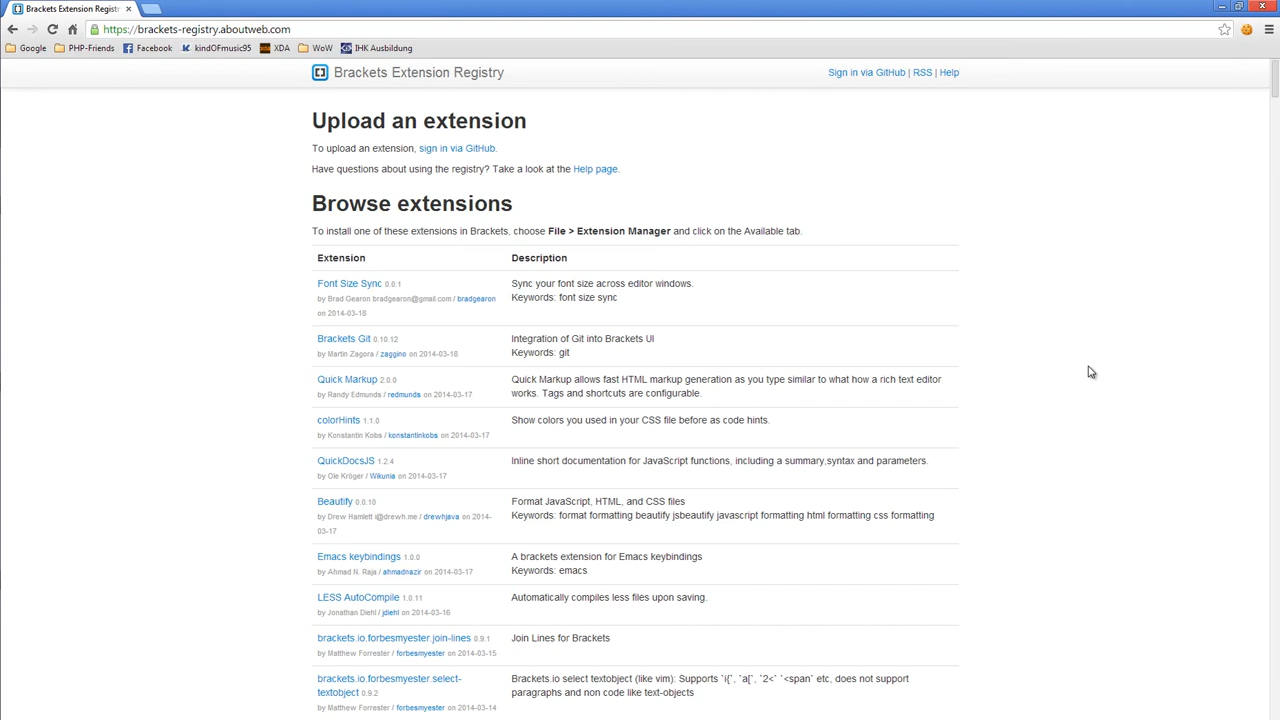 Brackets Extension Registr
https://brackets-registry.aboutweb.com
Google PHP-Friends Facebook kindOfmusic95 XDA WoW IHK Ausbildung
Brackets Extension Registry
Sign in via GitHub | RSS | Help
Upload an extension
To upload an extension, sign in via GitHub.
Have questions about using the registry? Take a look at the Help page.
Browse extensions
To install one of these extensions in Brackets, choose File > Extension Manager and click on the Available tab.
Extension Description
Font Size Sync 0.0.1
by Brad Gearon bradgearon@gmail.com / bradgearon
on 2014-03-18
Sync your font size across editor windows.
Keywords: font size sync
Brackets Git 0.10.12
by Martin Zagora / zaggino on 2014-03-18
Integration of Git into Brackets UI
Keywords: git
Quick Markup 2.0.0
by Randy Edmunds / redmunds on 2014-03-17
Quick Markup allows fast HTML markup generation as you type similar to what how a rich text editor
works. Tags and shortcuts are configurable.
colorHints 1.1.0
by Konstantin Kobs / konstantinkobs on 2014-03-17
Show colors you used in your CSS file before as code hints.
QuickDocsJS 1.2.4
by Ole Kröger / Wikunia on 2014-03-17
Inline short documentation for JavaScript functions, including a summary,syntax and parameters.
Beautify 0.0.10
by Drew Hamlett i@drewh.me / drewhjava on 2014-
03-17
Format JavaScript, HTML, and CSS files
Keywords: format formatting beautify jsbeautify javascript formatting html formatting css formatting
Emacs keybindings 1.0.0
by Ahmad N. Raja / ahmadnazir on 2014-03-17
A brackets extension for Emacs keybindings
Keywords: emacs
LESS AutoCompile 1.0.11
by Jonathan Diehl / jdiehl on 2014-03-16
Automatically compiles less files upon saving.
brackets.io.forbesmyester.join-lines 0.9.1
by Matthew Forrester / forbesmyester on 2014-03-15
Join Lines for Brackets
brackets.io.forbesmyester.select-
textobject 0.9.2
by Matthew Forrester / forbesmyester on 2014-03-14
Brackets.io select textobject (like vim): Supports `i{`, `a[`, `2<` `<span` etc, does not support
paragraphs and non code like text-objects